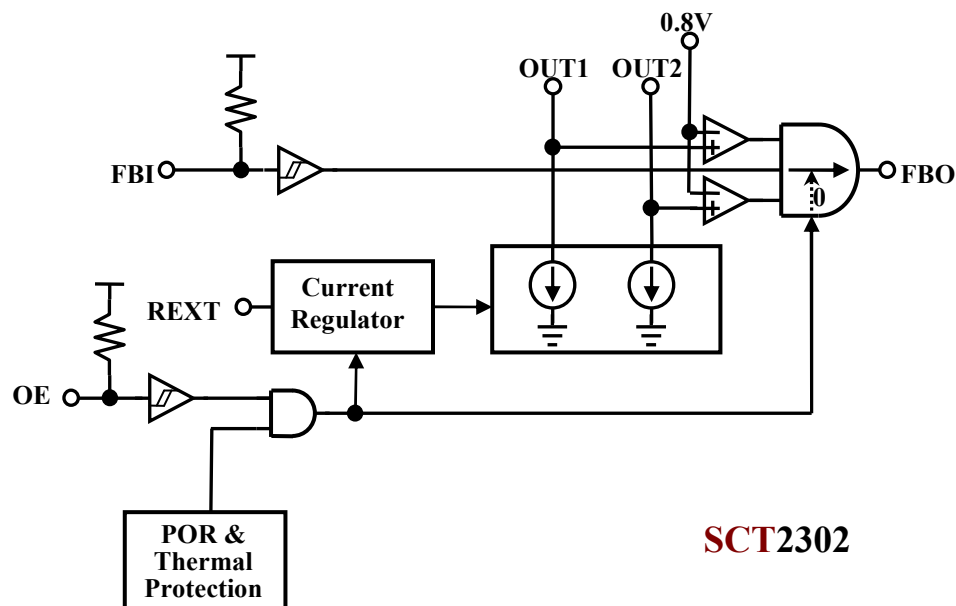 0.8V
OUT1 OUT2
FBI
FBO
0
REXT
Current
Regulator
OE
POR &
Thermal
Protection
SCT2302